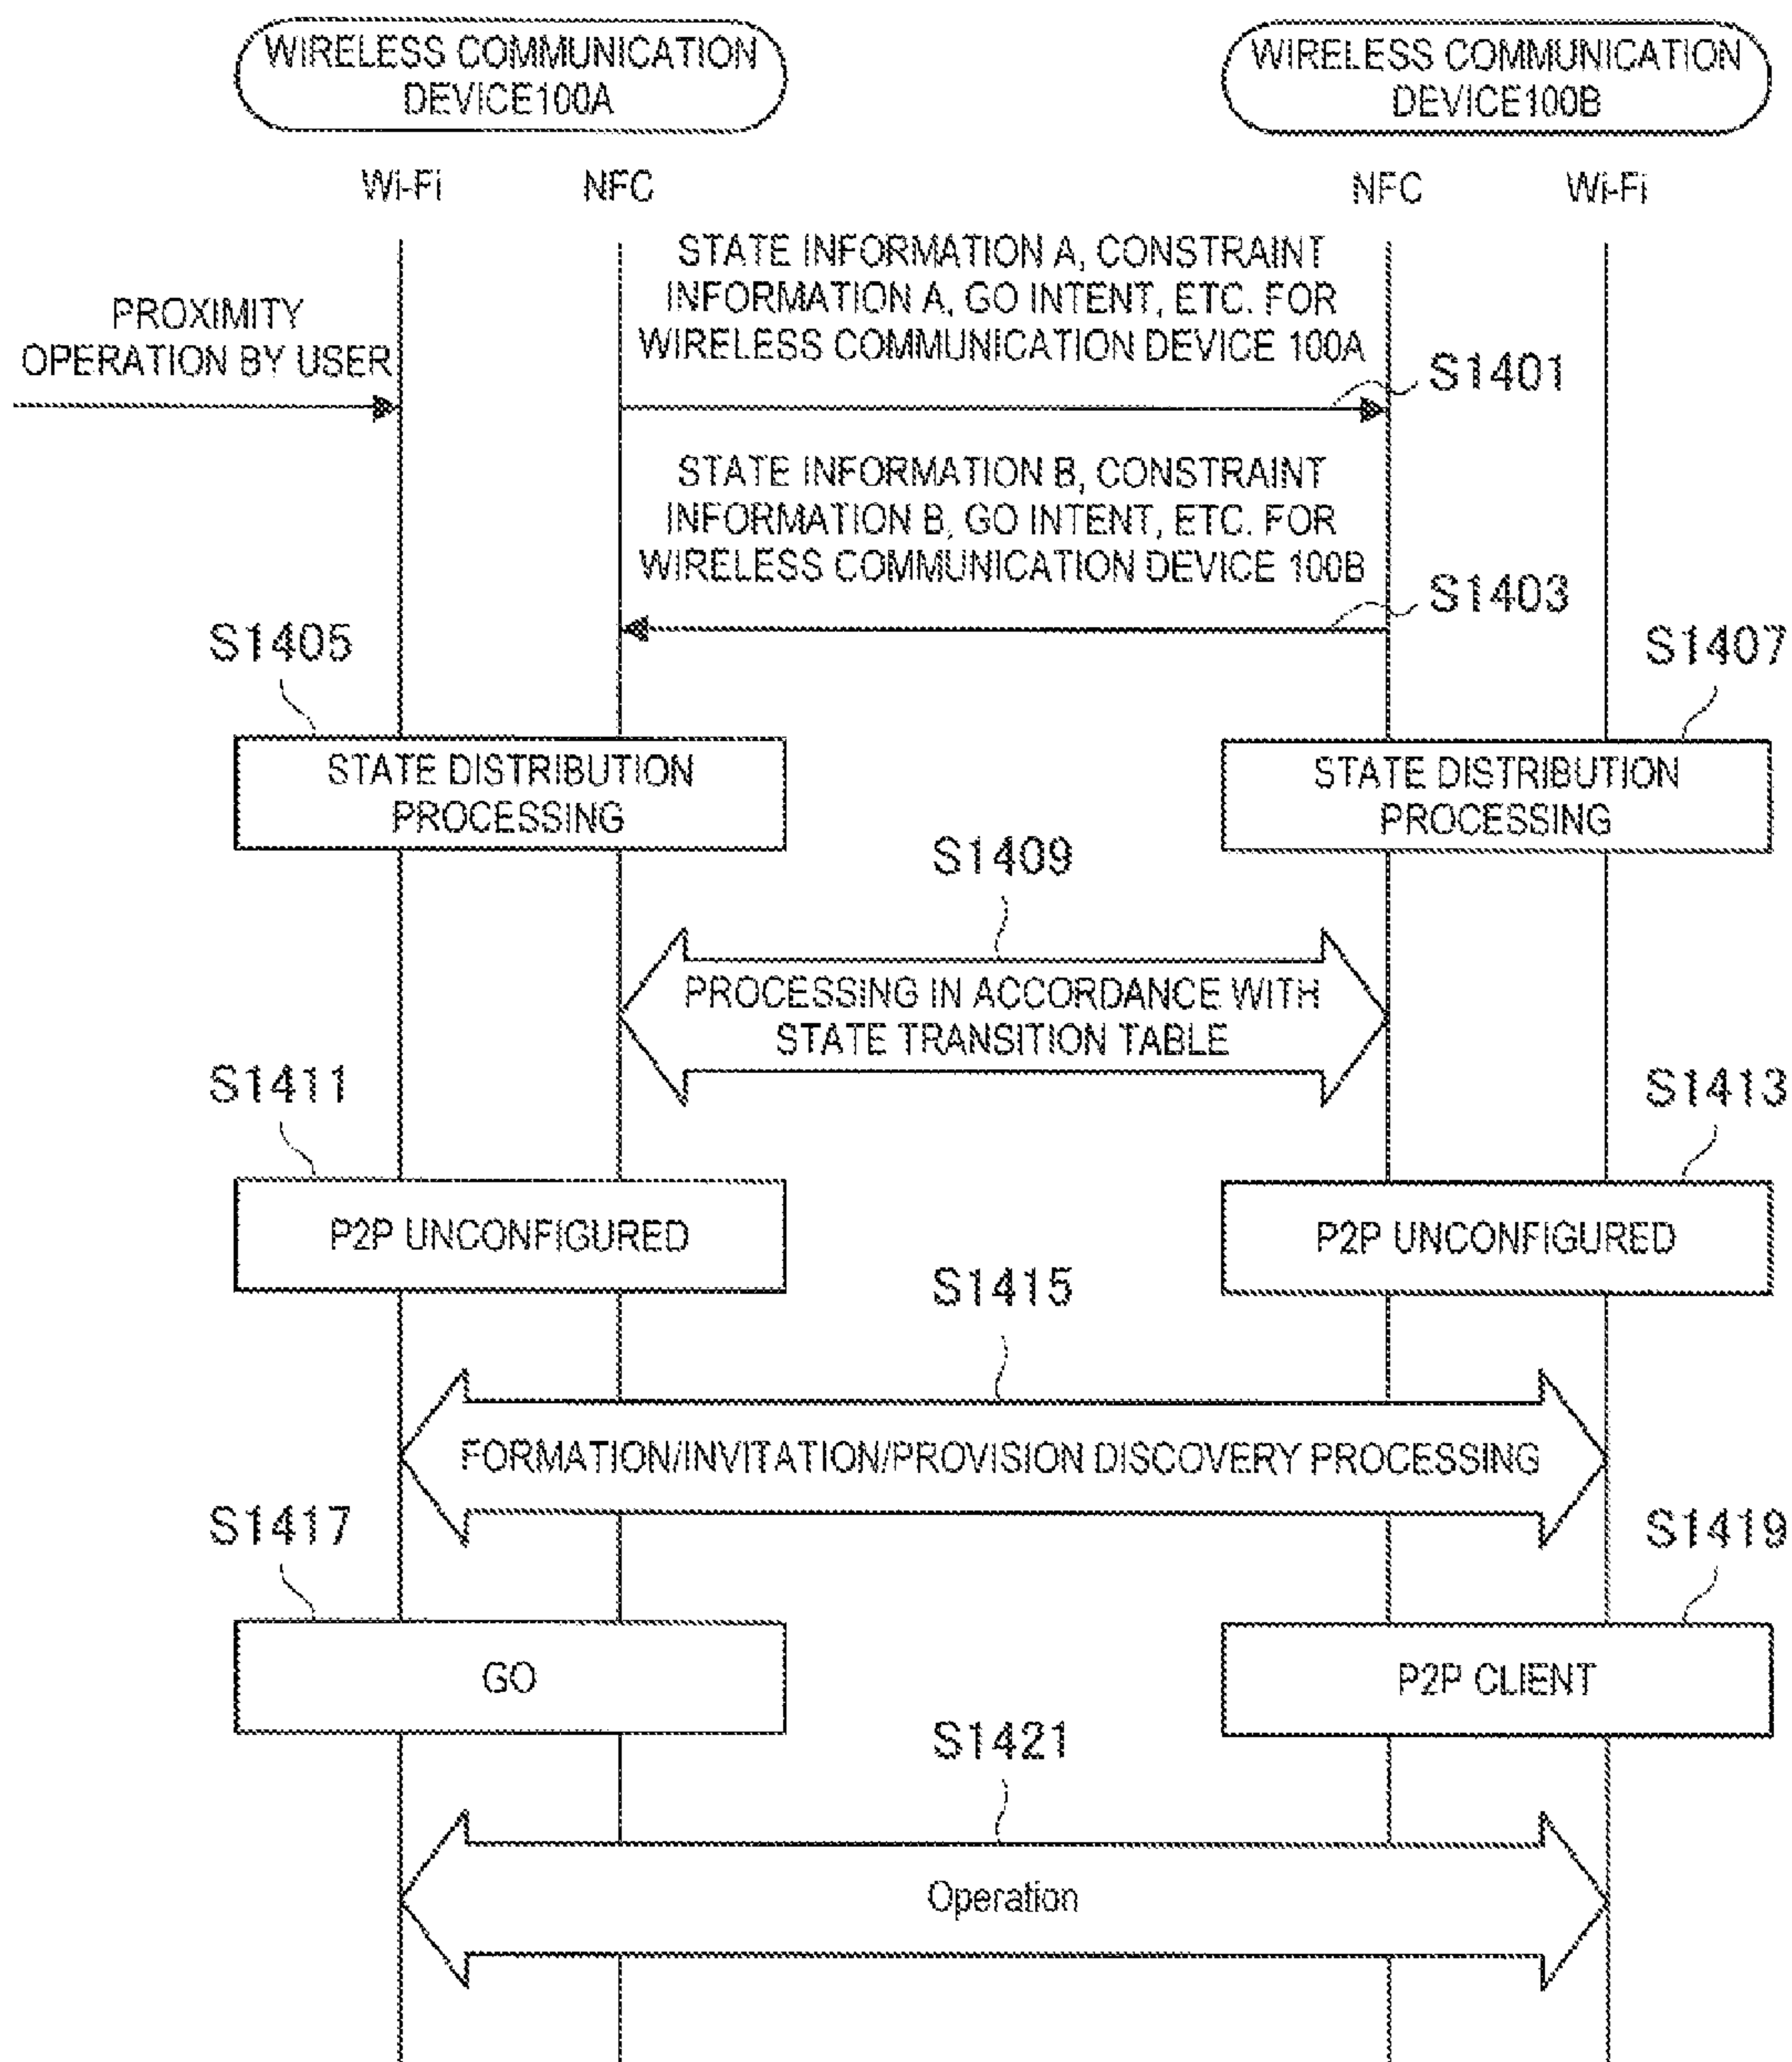 WIRELESS COMMUNICATION
DEVICE100A
WIRELESS COMMUNICATION
DEVICE100B
Wi-Fi
NFC
NFC
Wi-Fi
STATE INFORMATION A, CONSTRAINT
INFORMATION A, GO INTENT, ETC. FOR
WIRELESS COMMUNICATION DEVICE 100A
PROXIMITY
OPERATION BY USER
S1401
STATE INFORMATION B, CONSTRAINT
INFORMATION B, GO INTENT, ETC. FOR
WIRELESS COMMUNICATION DEVICE 100B
S1403
S1405
S1407
STATE DISTRIBUTION
PROCESSING
STATE DISTRIBUTION
PROCESSING
S1409
PROCESSING IN ACCORDANCE WITH
STATE TRANSITION TABLE
S1411
S1413
P2P UNCONFIGURED
P2P UNCONFIGURED
S1415
FORMATION/INVITATION/PROVISION DISCOVERY PROCESSING
S1417
S1419
GO
P2P CLIENT
S1421
Operation